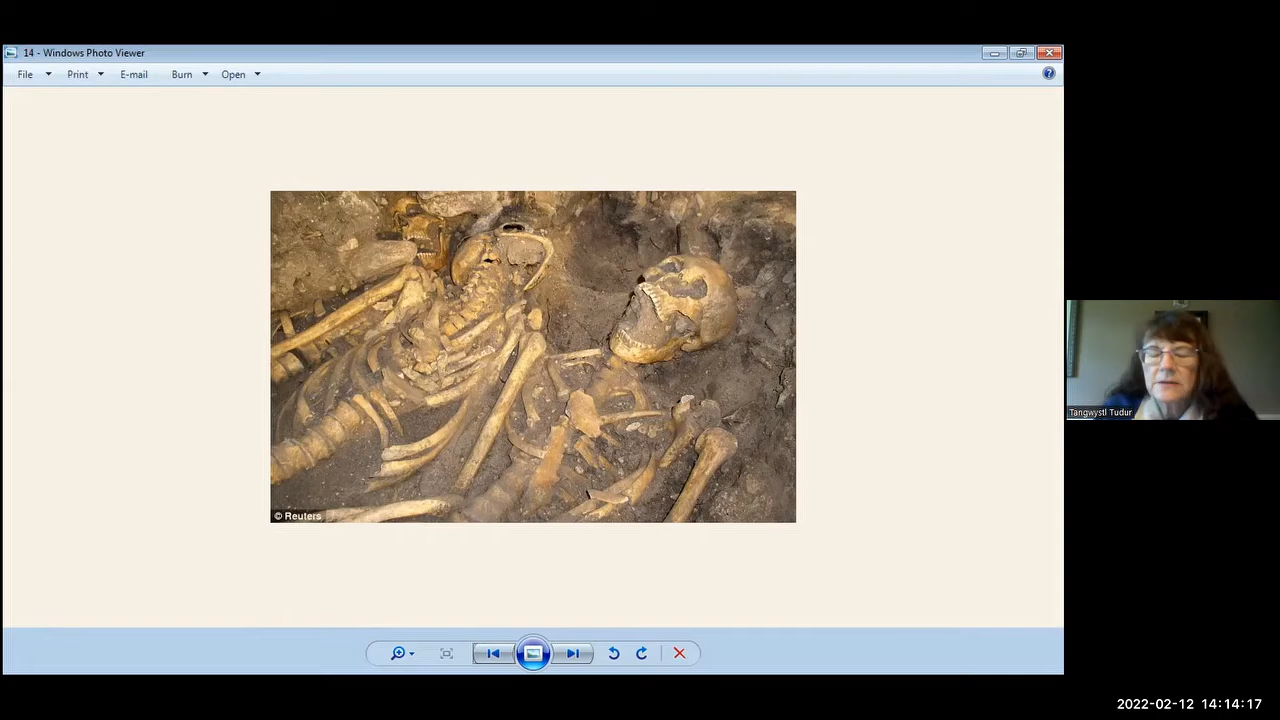 14 - Windows Photo Viewer
File Print E-mail Burn Open
© Reuters
Tangwystl Tudur
2022-02-12 14:14:17